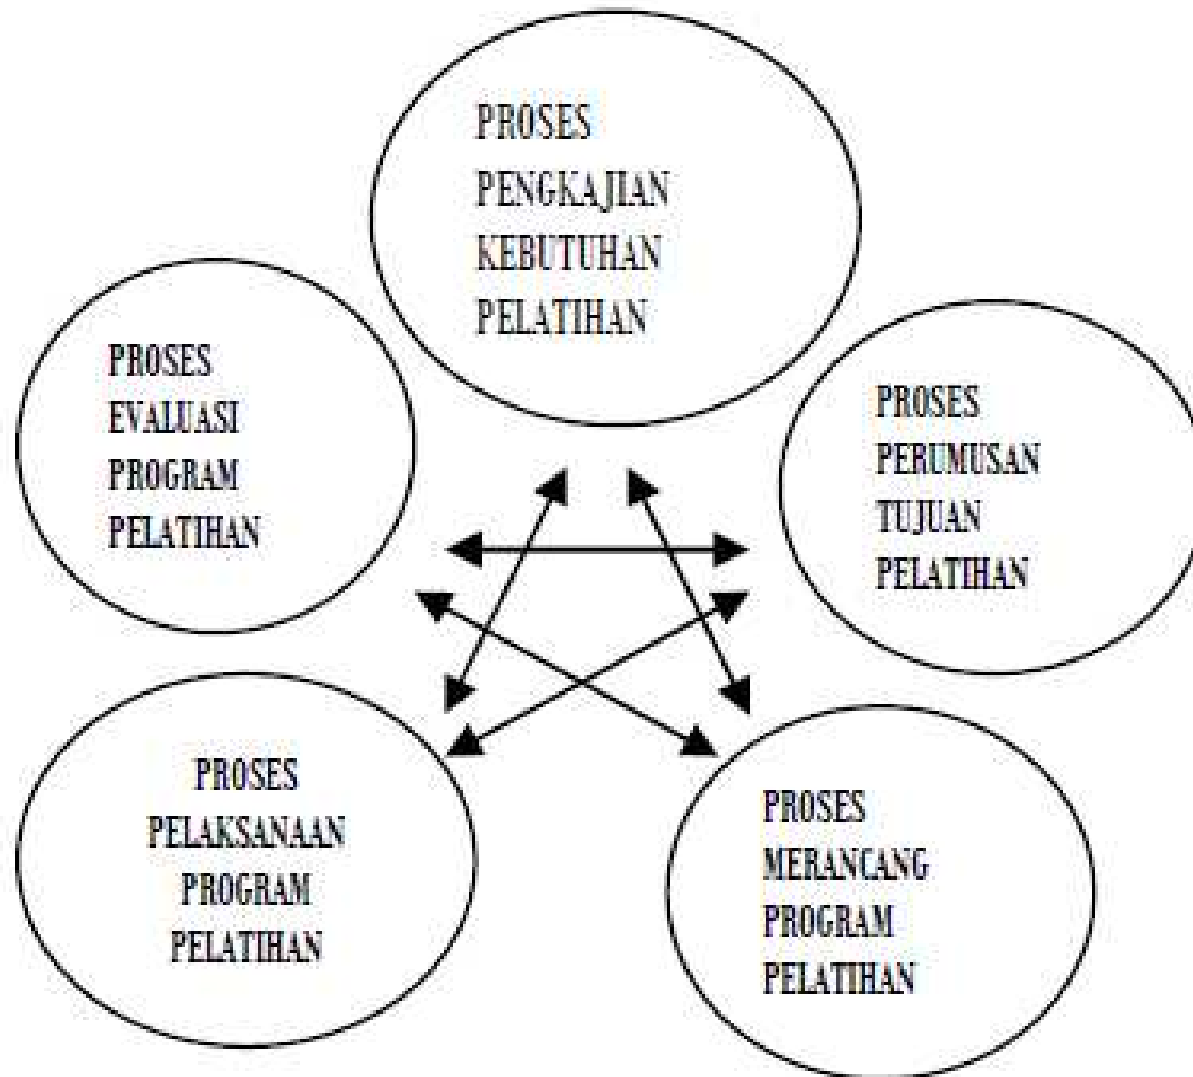 PROSES
PENGKAJIAN
KEBUTUHAN
PELATIHAN
PROSES
EVALUASI
PROGRAM
PELATIHAN
PROSES
PERUMUSAN
TUJUAN
PELATIHAN
PROSES
PELAKSANAAN
PROGRAM
PELATIHAN
PROSES
MERANCANG
PROGRAM
PELATIHAN